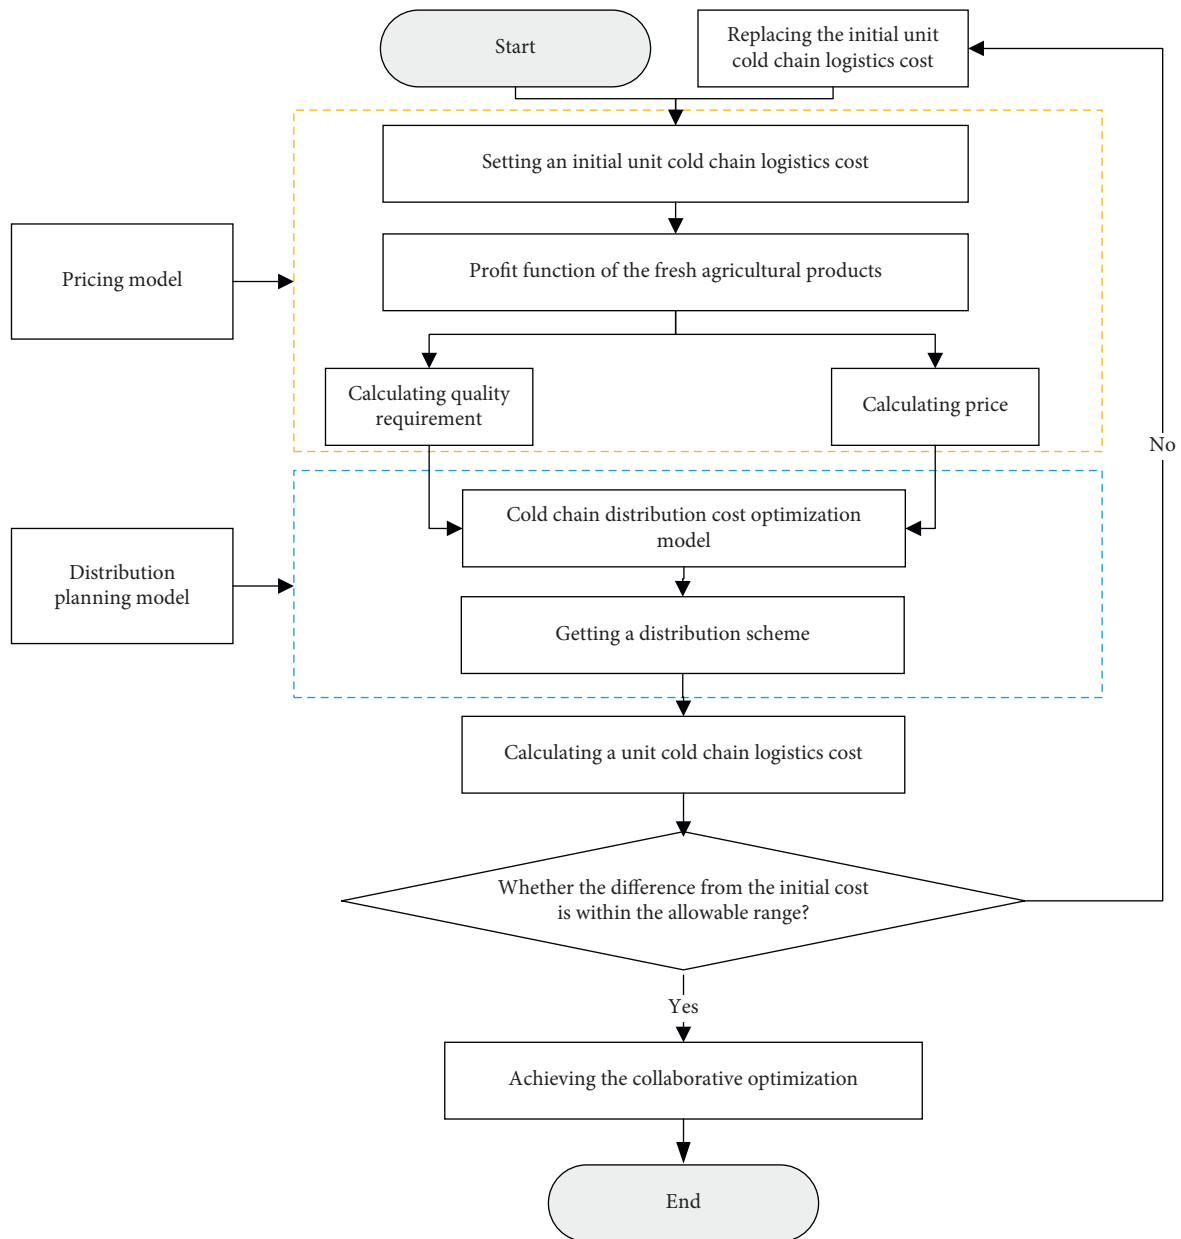 Start
Replacing the initial unit
cold chain logistics cost
Setting an initial unit cold chain logistics cost
Pricing model
Profit function of the fresh agricultural products
Calculating quality
requirement
Calculating price
No
Cold chain distribution cost optimization
model
Distribution
planning model
Getting a distribution scheme
Calculating a unit cold chain logistics cost
Whether the difference from the initial cost
is within the allowable range?
Yes
Achieving the collaborative optimization
End